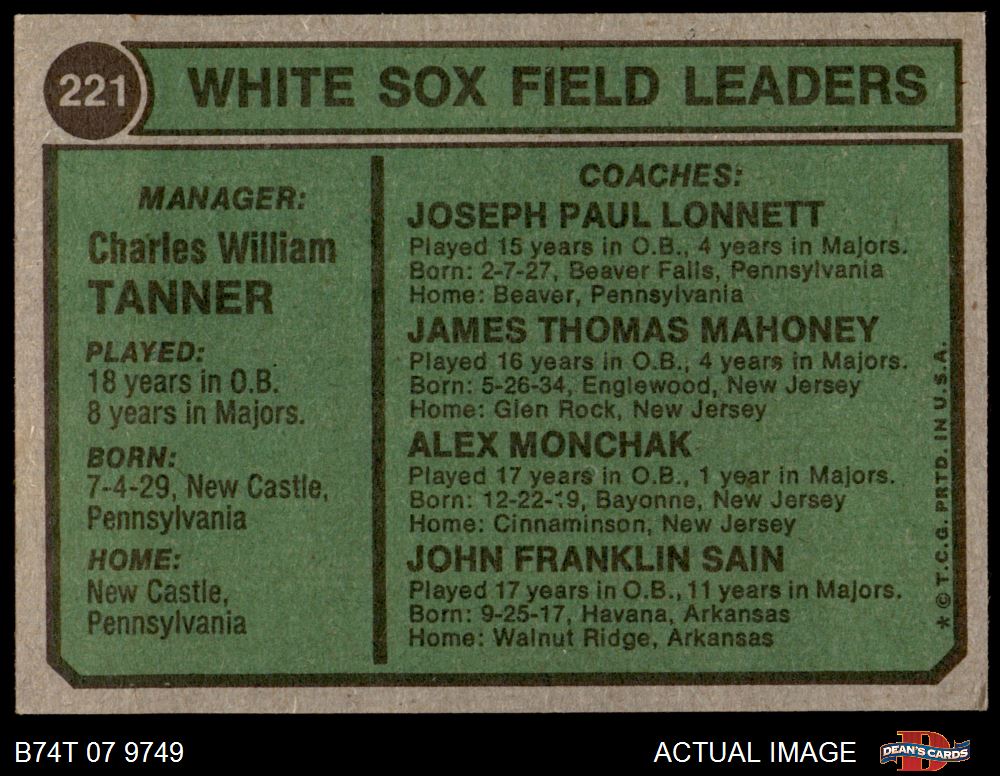 221
WHITE SOX FIELD LEADERS
MANAGER:
Charles William
TANNER
PLAYED:
18 years in O.B.
8 years in Majors.
BORN:
7-4-29, New Castle,
Pennsylvania
HOME:
New Castle,
Pennsylvania
COACHES:
JOSEPH PAUL LONNETT
Played 15 years in O.B., 4 years in Majors.
Born: 2-7-27, Beaver Falls, Pennsylvania
Home: Beaver, Pennsylvania
JAMES THOMAS MAHONEY
Played 16 years in O.B., 4 years in Majors.
Born: 5-26-34, Englewood, New Jersey
Home: Glen Rock, New Jersey
ALEX MONCHAK
Played 17 years in O.B., 1 year in Majors.
Born: 12-22-19, Bayonne, New Jersey
Home: Cinnaminson, New Jersey
JOHN FRANKLIN SAIN
Played 17 years in O.B., 11 years in Majors.
Born: 9-25-17, Havana, Arkansas
Home: Walnut Ridge, Arkansas
* © T.C.G. PRTD. IN U.S.A.
B74T 07 9749
ACTUAL IMAGE
D
DEAN'S CARDS